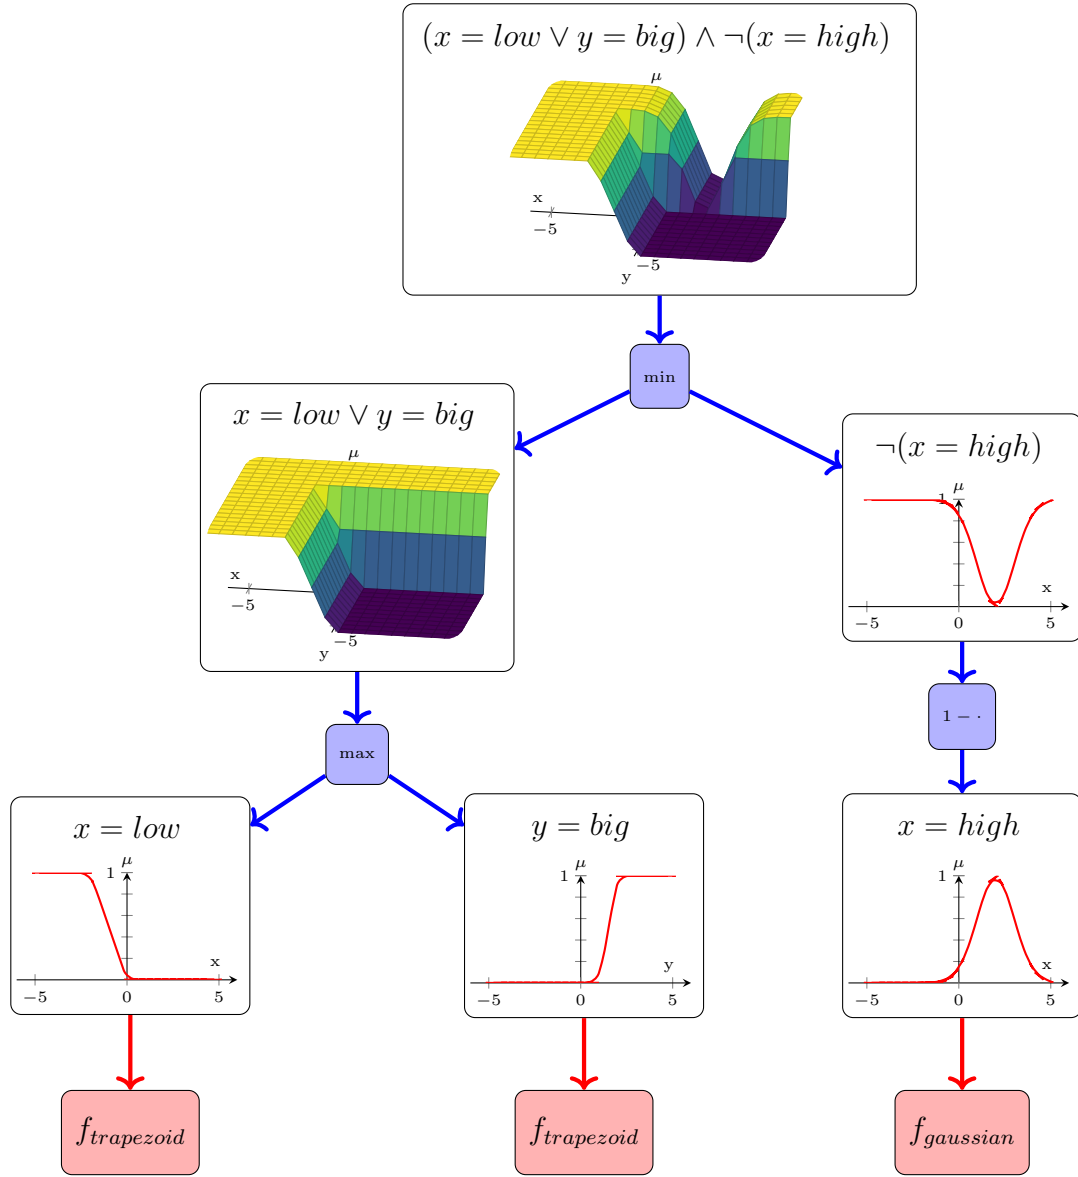 (x = low ∨ y = big) ∧ ¬(x = high)
μ
x
−5
−5
y
min
x = low ∨ y = big
μ
x
−5
−5
y
¬(x = high)
μ
1
x
−5 0 5
max
1 − ·
x = low
μ
1
x
−5 0 5
y = big
μ
1
y
−5 0 5
x = high
μ
1
x
−5 0 5
f_trapezoid
f_trapezoid
f_gaussian